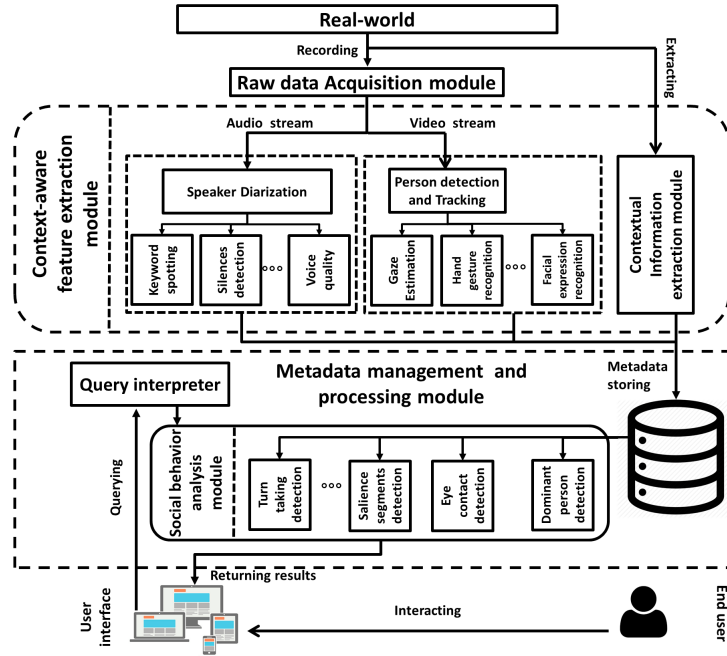 Real-world
Recording
Extracting
Raw data Acquisition module
Audio stream
Video stream
Context-aware
feature extraction
module
Speaker Diarization
Person detection
and Tracking
Keyword
spotting
Silences
detection
Voice
quality
Gaze
Estimation
Hand
gesture
recognition
Facial
expression
recognition
Contextual
Information
extraction module
Metadata management and
processing module
Metadata
storing
Query interpreter
Querying
Social behavior
analysis
module
Turn
taking
detection
Salience
segments
detection
Eye
contact
detection
Dominant
person
detection
Returning results
User
interface
Interacting
End user